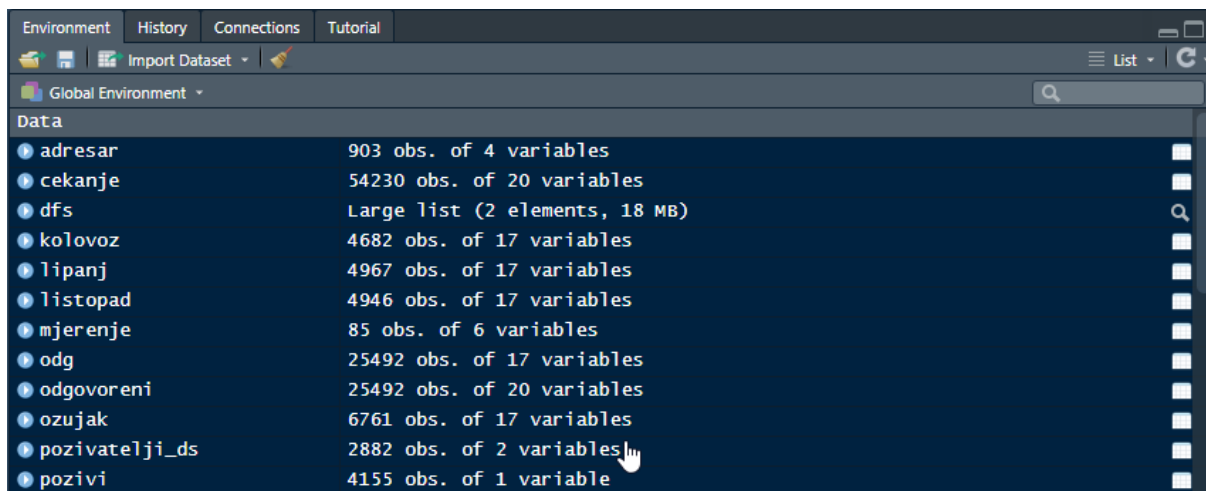 Environment History Connections Tutorial
Import Dataset List
Global Environment
Data
adresar 903 obs. of 4 variables
cekanje 54230 obs. of 20 variables
dfs Large list (2 elements, 18 MB)
kolovoz 4682 obs. of 17 variables
lipanj 4967 obs. of 17 variables
listopad 4946 obs. of 17 variables
mjerenje 85 obs. of 6 variables
odg 25492 obs. of 17 variables
odgovoreni 25492 obs. of 20 variables
ozujak 6761 obs. of 17 variables
pozivatelji_ds 2882 obs. of 2 variables
pozivi 4155 obs. of 1 variable